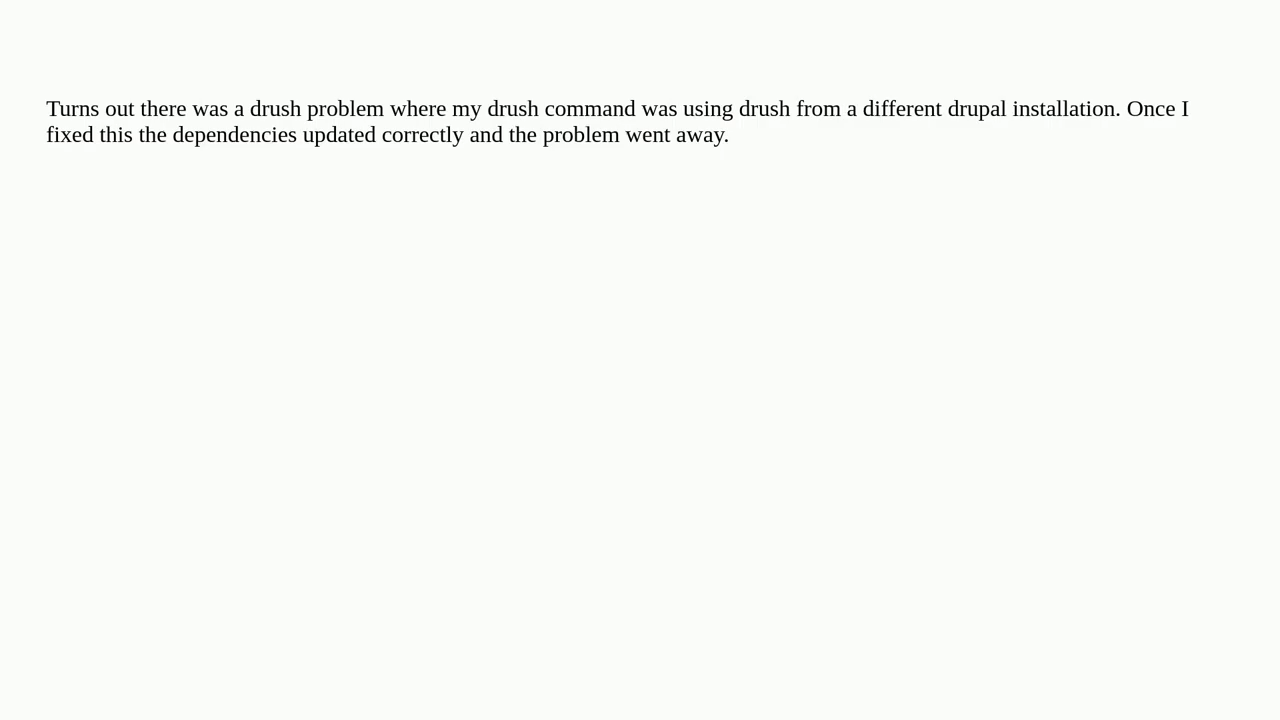 Turns out there was a drush problem where my drush command was using drush from a different drupal installation. Once I
fixed this the dependencies updated correctly and the problem went away.